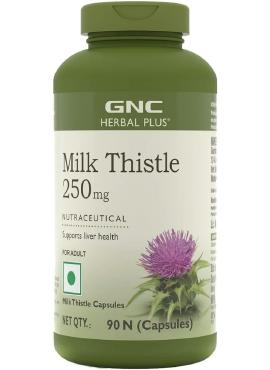 GNC
HERBAL PLUS®
Milk Thistle
250mg
NUTRACEUTICAL
Supports liver health
FOR ADULT
Milk Thistle Capsules
NET QTY.: 90 N (Capsules)